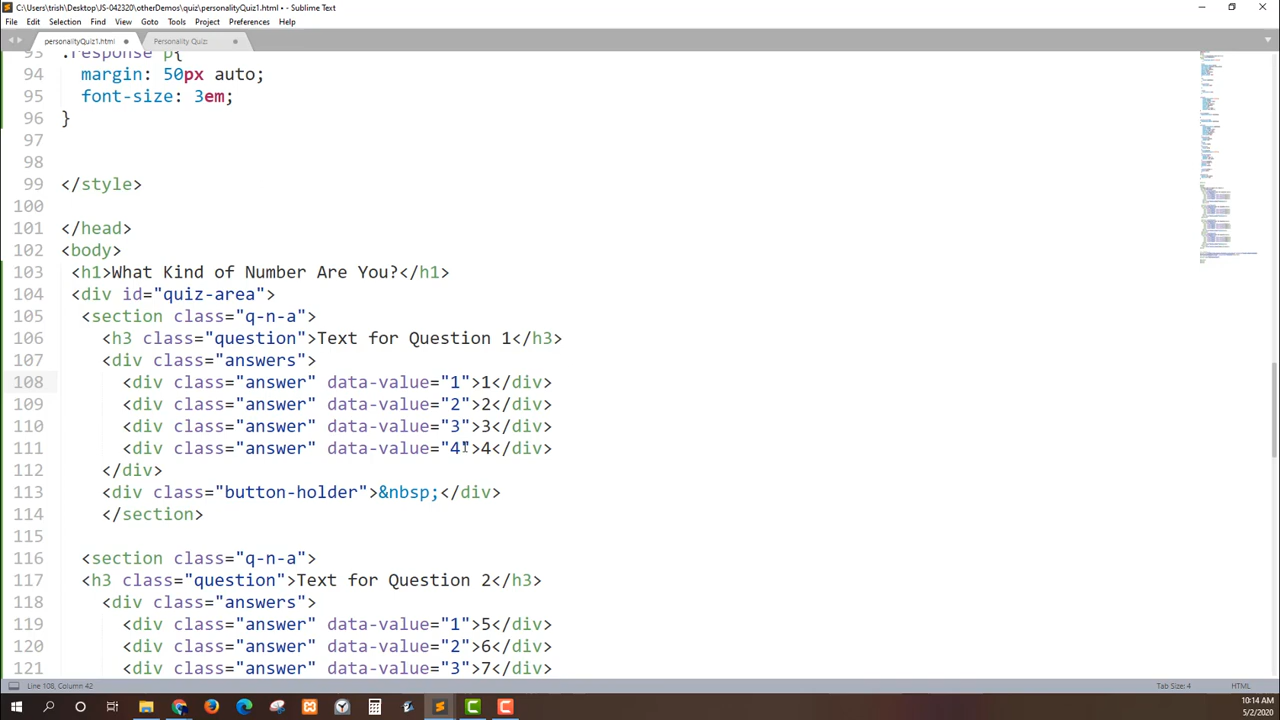 C:\Users\trish\Desktop\JS-042320\otherDemos\quiz\personalityQuiz1.html • - Sublime Text
File Edit Selection Find View Goto Tools Project Preferences Help
personalityQuiz1.html Personality Quiz:
93 .response p{
94 margin: 50px auto;
95 font-size: 3em;
96 }
97
98
99 </style>
100
101 </head>
102 <body>
103 <h1>What Kind of Number Are You?</h1>
104 <div id="quiz-area">
105 <section class="q-n-a">
106 <h3 class="question">Text for Question 1</h3>
107 <div class="answers">
108 <div class="answer" data-value="1">1</div>
109 <div class="answer" data-value="2">2</div>
110 <div class="answer" data-value="3">3</div>
111 <div class="answer" data-value="4">4</div>
112 </div>
113 <div class="button-holder">&nbsp;</div>
114 </section>
115
116 <section class="q-n-a">
117 <h3 class="question">Text for Question 2</h3>
118 <div class="answers">
119 <div class="answer" data-value="1">5</div>
120 <div class="answer" data-value="2">6</div>
121 <div class="answer" data-value="3">7</div>
Line 108, Column 42 Tab Size: 4 HTML
10:14 AM
5/2/2020